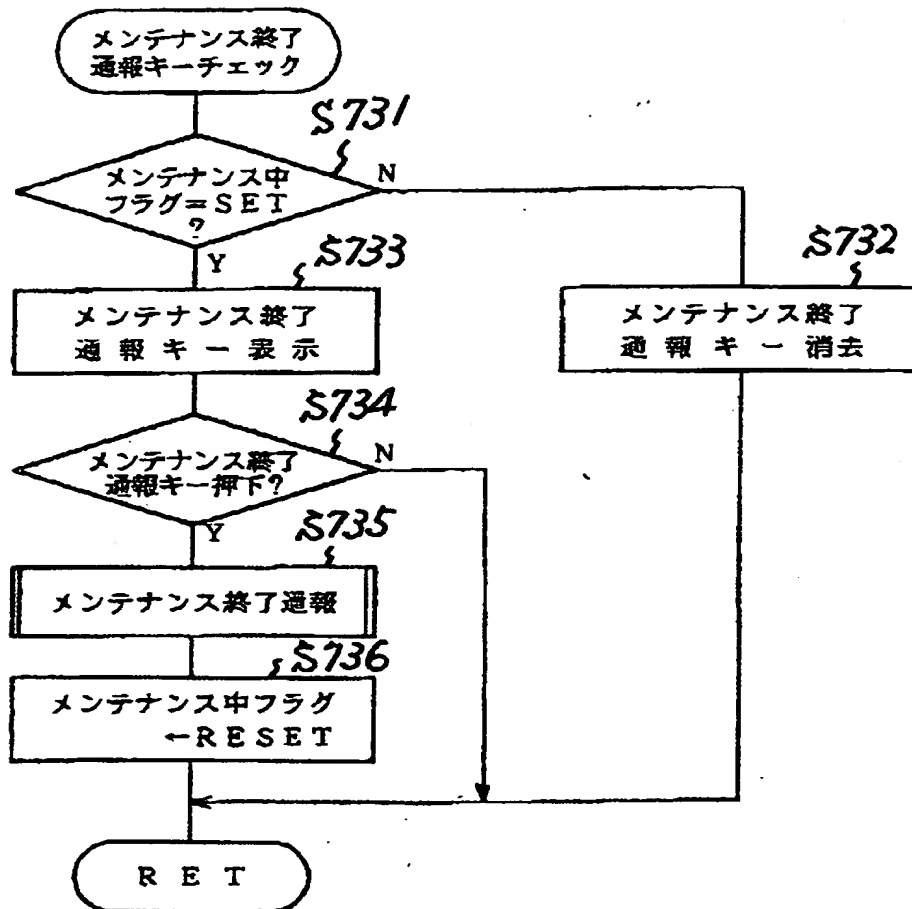 メンテナンス終了
通報キーチェック
S731
メンテナンス中
フラグ=SET
?
N
Y
S733
メンテナンス終了
通報キー表示
S732
メンテナンス終了
通報キー消去
S734
メンテナンス終了
通報キー押下?
N
Y
S735
メンテナンス終了通報
S736
メンテナンス中フラグ
←RESET
RET